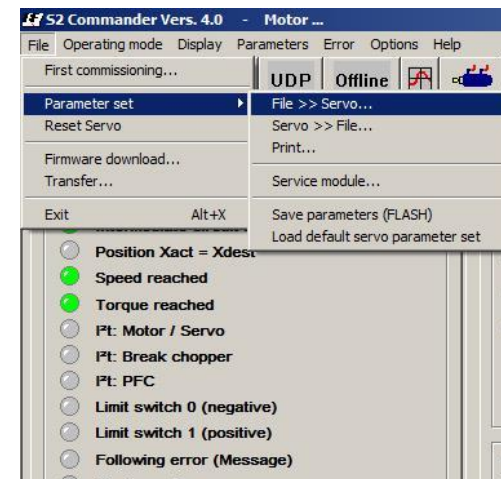 S2 Commander Vers. 4.0 - Motor ...
File Operating mode Display Parameters Error Options Help
First commissioning...
UDP Offline
Parameter set
File >> Servo...
Reset Servo
Servo >> File...
Print...
Firmware download...
Transfer...
Service module...
Exit Alt+X
Save parameters (FLASH)
Load default servo parameter set
Position Xact = Xdest
Speed reached
Torque reached
I²t: Motor / Servo
I²t: Break chopper
I²t: PFC
Limit switch 0 (negative)
Limit switch 1 (positive)
Following error (Message)